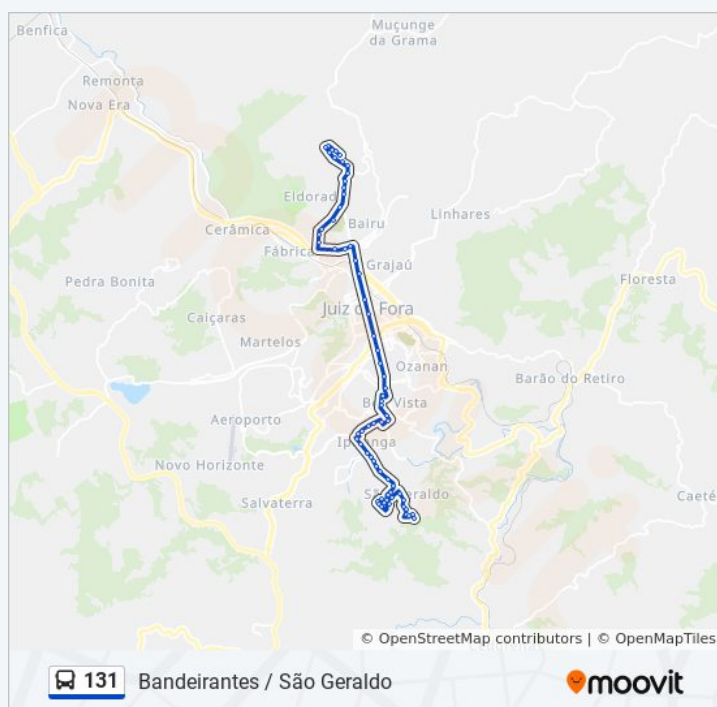 Benfica
Muçunge
da Grama
Remonta
Nova Era
Eldorad
Bairu
Linhares
Cerâmica
Fábrica
Grajaú
Floresta
Pedra Bonita
Juiz de Fora
Caiçaras
Martelos
Ozanan
Barão do Retiro
Bo Vista
Aeroporto
Ipiranga
Novo Horizonte
São Geraldo
Salvaterra
Caeté
© OpenStreetMap contributors | © OpenMapTiles
131 Bandeirantes / São Geraldo
moovit